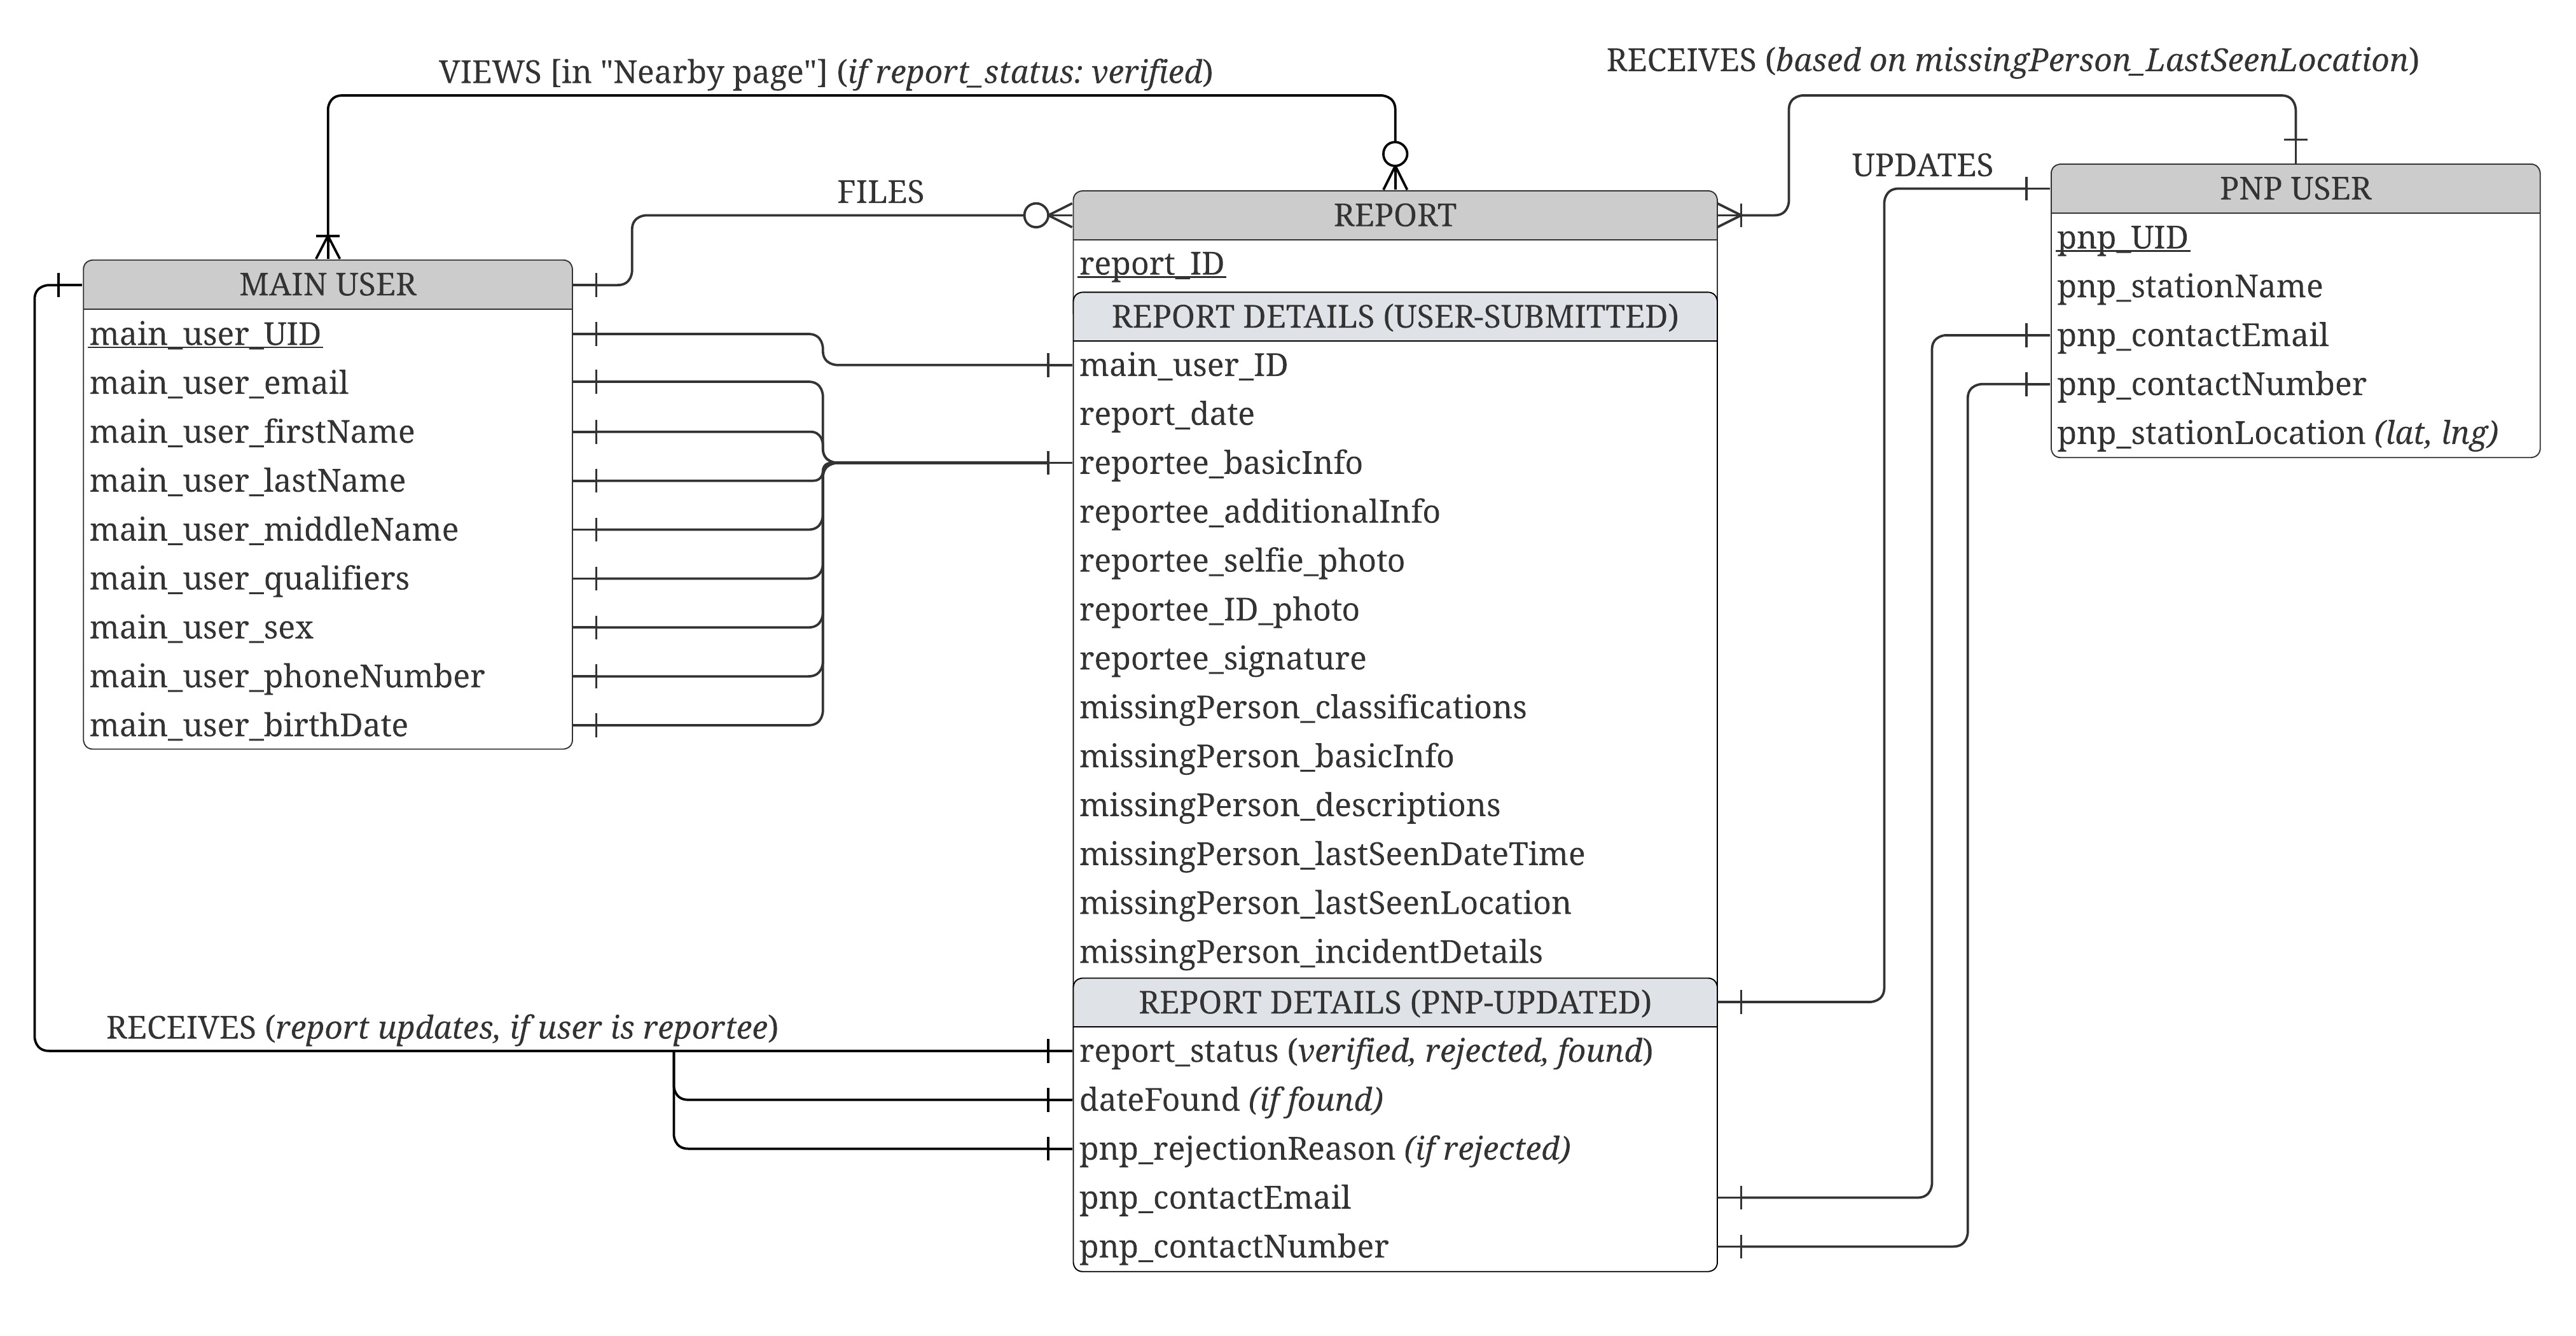 VIEWS [in "Nearby page"] (if report_status: verified)
RECEIVES (based on missingPerson_LastSeenLocation)
FILES
UPDATES
MAIN USER
main_user_UID
main_user_email
main_user_firstName
main_user_lastName
main_user_middleName
main_user_qualifiers
main_user_sex
main_user_phoneNumber
main_user_birthDate
REPORT
report_ID
REPORT DETAILS (USER-SUBMITTED)
main_user_ID
report_date
reportee_basicInfo
reportee_additionalInfo
reportee_selfie_photo
reportee_ID_photo
reportee_signature
missingPerson_classifications
missingPerson_basicInfo
missingPerson_descriptions
missingPerson_lastSeenDateTime
missingPerson_lastSeenLocation
missingPerson_incidentDetails
REPORT DETAILS (PNP-UPDATED)
report_status (verified, rejected, found)
dateFound (if found)
pnp_rejectionReason (if rejected)
pnp_contactEmail
pnp_contactNumber
PNP USER
pnp_UID
pnp_stationName
pnp_contactEmail
pnp_contactNumber
pnp_stationLocation (lat, lng)
RECEIVES (report updates, if user is reportee)